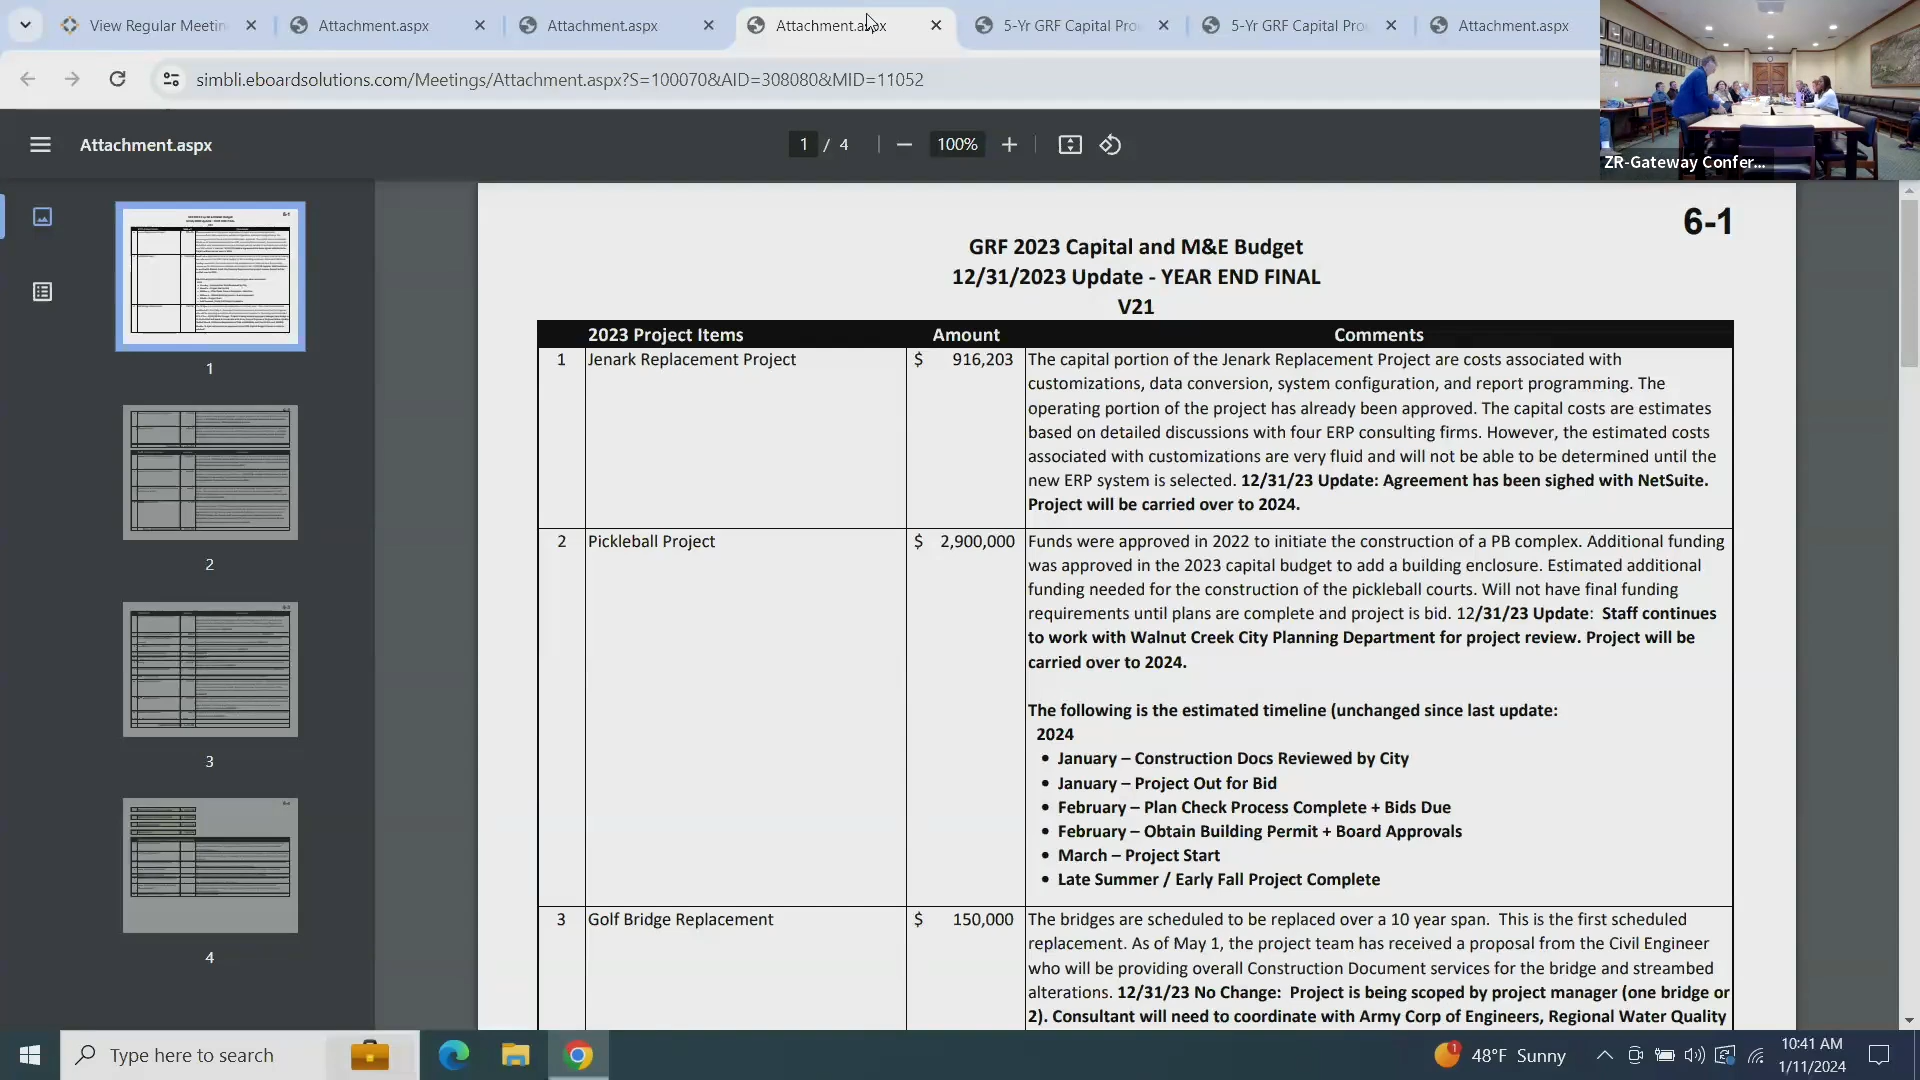 View Regular Meetin
Attachment.aspx
Attachment.aspx
Attachment.aspx
5-Yr GRF Capital Pro
5-Yr GRF Capital Pro
Attachment.aspx
simbli.eboardsolutions.com/Meetings/Attachment.aspx?S=100070&AID=308080&MID=11052
Attachment.aspx
1 / 4
100%
ZR-Gateway Confer...
1
2
3
4
6-1
GRF 2023 Capital and M&E Budget
12/31/2023 Update - YEAR END FINAL
V21
2023 Project Items Amount Comments
1 Jenark Replacement Project $ 916,203 The capital portion of the Jenark Replacement Project are costs associated with
customizations, data conversion, system configuration, and report programming. The
operating portion of the project has already been approved. The capital costs are estimates
based on detailed discussions with four ERP consulting firms. However, the estimated costs
associated with customizations are very fluid and will not be able to be determined until the
new ERP system is selected. 12/31/23 Update: Agreement has been sighed with NetSuite.
Project will be carried over to 2024.
2 Pickleball Project $ 2,900,000 Funds were approved in 2022 to initiate the construction of a PB complex. Additional funding
was approved in the 2023 capital budget to add a building enclosure. Estimated additional
funding needed for the construction of the pickleball courts. Will not have final funding
requirements until plans are complete and project is bid. 12/31/23 Update: Staff continues
to work with Walnut Creek City Planning Department for project review. Project will be
carried over to 2024.
The following is the estimated timeline (unchanged since last update:
2024
• January – Construction Docs Reviewed by City
• January – Project Out for Bid
• February – Plan Check Process Complete + Bids Due
• February – Obtain Building Permit + Board Approvals
• March – Project Start
• Late Summer / Early Fall Project Complete
3 Golf Bridge Replacement $ 150,000 The bridges are scheduled to be replaced over a 10 year span. This is the first scheduled
replacement. As of May 1, the project team has received a proposal from the Civil Engineer
who will be providing overall Construction Document services for the bridge and streambed
alterations. 12/31/23 No Change: Project is being scoped by project manager (one bridge or
2). Consultant will need to coordinate with Army Corp of Engineers, Regional Water Quality
Type here to search
1
48°F Sunny
10:41 AM
1/11/2024